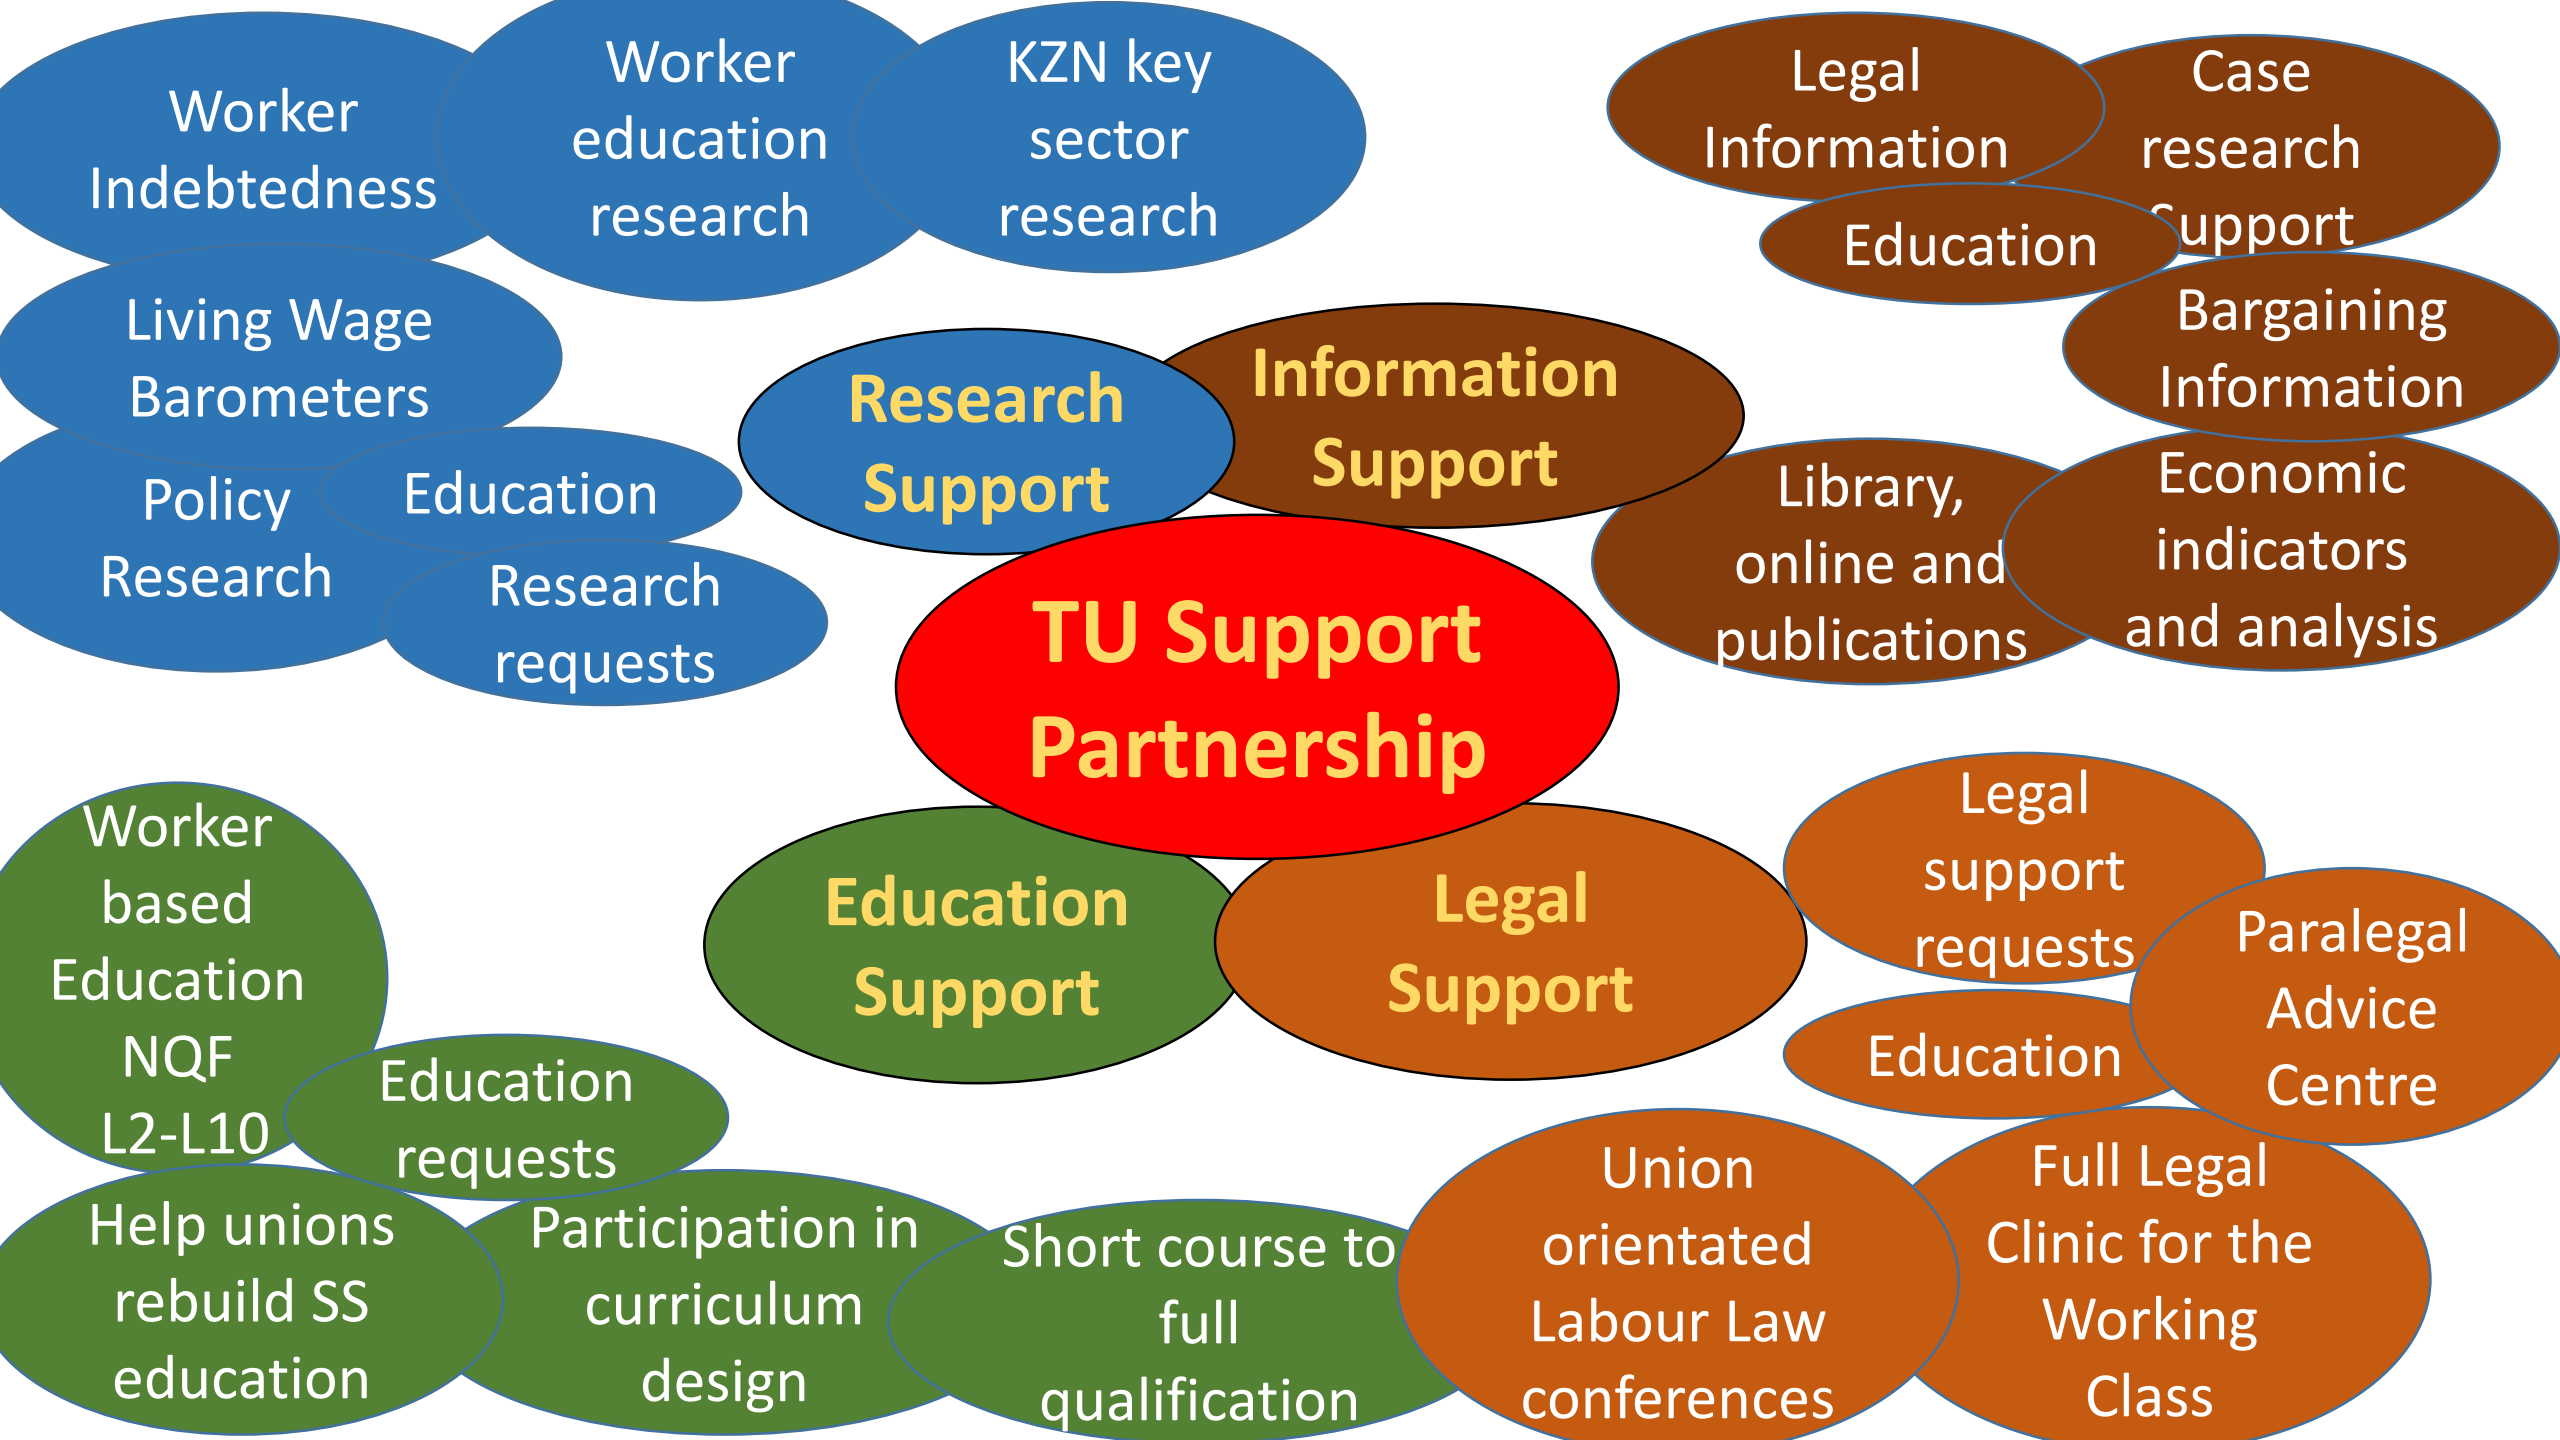 Worker
Indebtedness
Worker
education
research
KZN key
sector
research
Living Wage
Barometers
Policy
Research
Education
Research
requests
Research
Support
Information
Support
Legal
Information
Case
research
Support
Education
Bargaining
Information
Library,
online and
publications
Economic
indicators
and analysis
TU Support
Partnership
Education
Support
Legal
Support
Worker
based
Education
NQF
L2-L10
Education
requests
Help unions
rebuild SS
education
Participation in
curriculum
design
Short course to
full
qualification
Legal
support
requests
Paralegal
Advice
Centre
Education
Union
orientated
Labour Law
conferences
Full Legal
Clinic for the
Working
Class